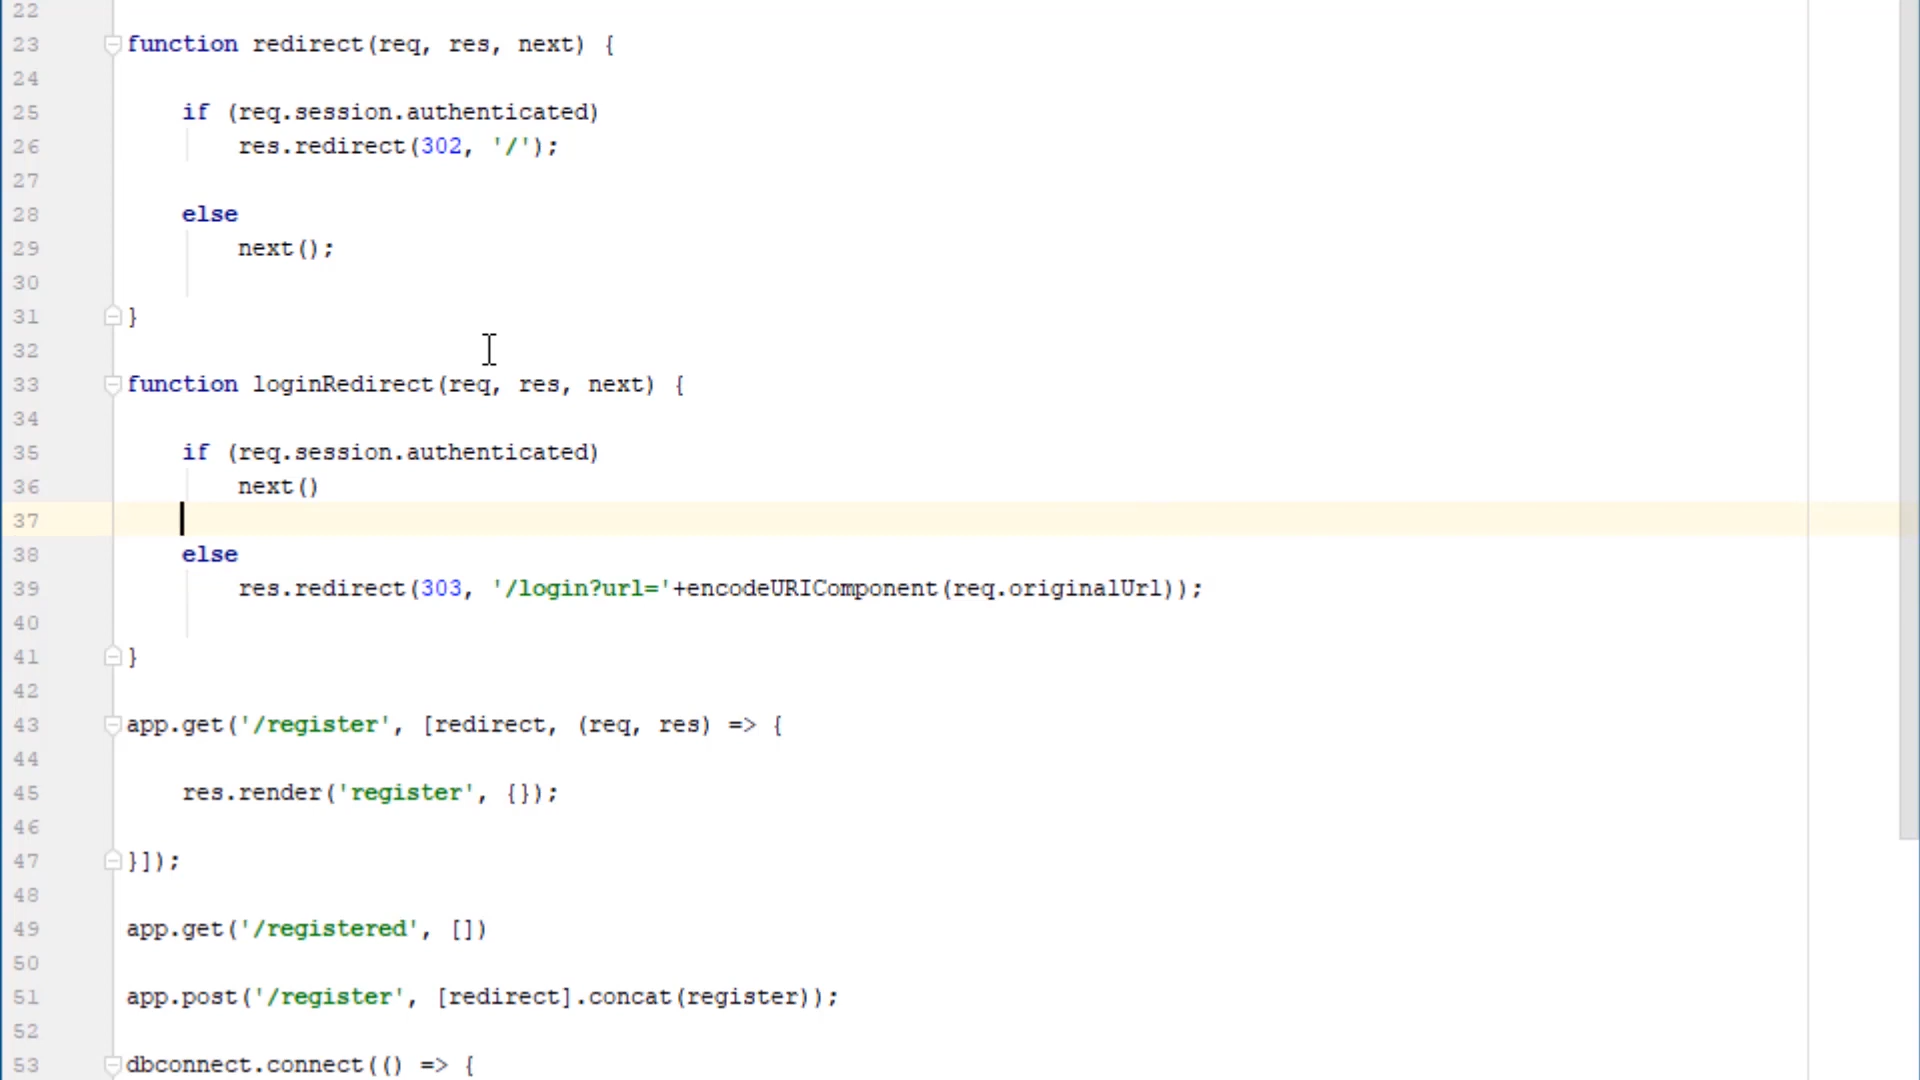 22
23 function redirect(req, res, next) {
24
25 if (req.session.authenticated)
26 res.redirect(302, '/');
27
28 else
29 next();
30
31 }
32
33 function loginRedirect(req, res, next) {
34
35 if (req.session.authenticated)
36 next()
37
38 else
39 res.redirect(303, '/login?url='+encodeURIComponent(req.originalUrl));
40
41 }
42
43 app.get('/register', [redirect, (req, res) => {
44
45 res.render('register', {});
46
47 }]);
48
49 app.get('/registered', [])
50
51 app.post('/register', [redirect].concat(register));
52
53 dbconnect.connect(() => {